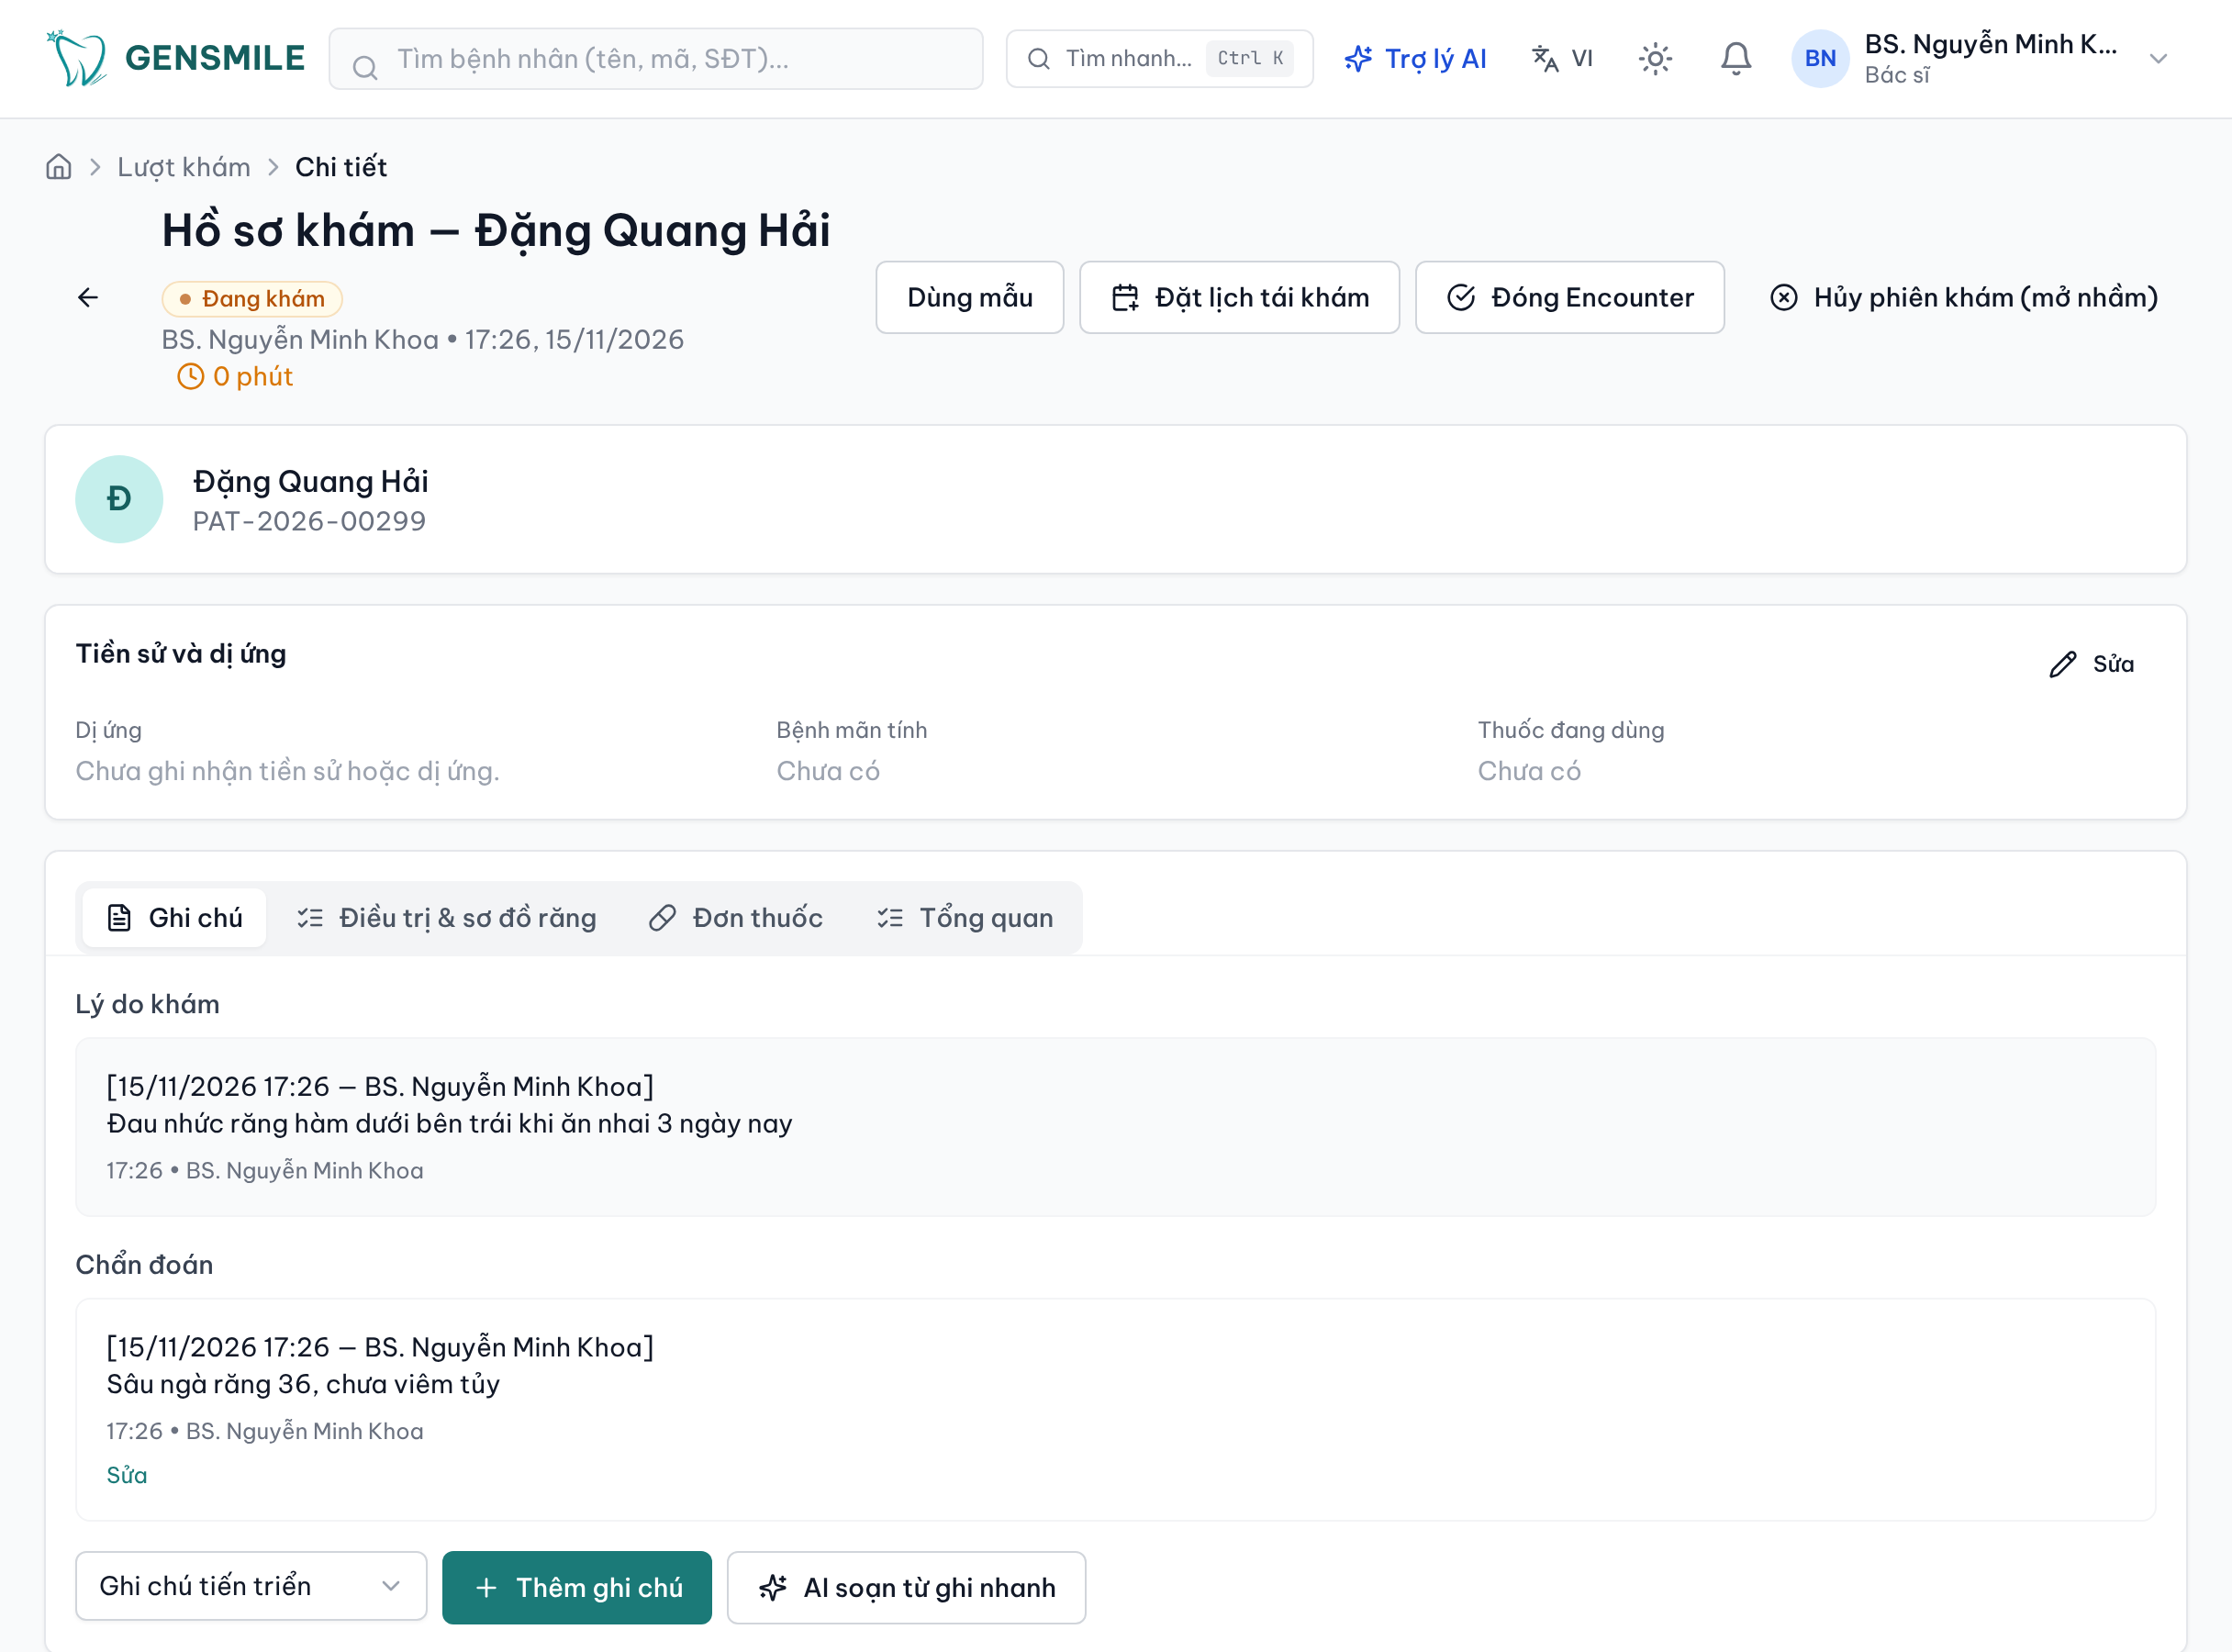 GENSMILE
Tìm bệnh nhân (tên, mã, SĐT)...
Tìm nhanh... Ctrl K
Trợ lý AI
VI
BN
BS. Nguyễn Minh K...
Bác sĩ
Lượt khám > Chi tiết
Hồ sơ khám — Đặng Quang Hải
Đang khám
BS. Nguyễn Minh Khoa • 17:26, 15/11/2026
0 phút
Dùng mẫu
Đặt lịch tái khám
Đóng Encounter
Hủy phiên khám (mở nhầm)
Đ
Đặng Quang Hải
PAT-2026-00299
Tiền sử và dị ứng
Sửa
Dị ứng
Chưa ghi nhận tiền sử hoặc dị ứng.
Bệnh mãn tính
Chưa có
Thuốc đang dùng
Chưa có
Ghi chú
Điều trị & sơ đồ răng
Đơn thuốc
Tổng quan
Lý do khám
[15/11/2026 17:26 — BS. Nguyễn Minh Khoa]
Đau nhức răng hàm dưới bên trái khi ăn nhai 3 ngày nay
17:26 • BS. Nguyễn Minh Khoa
Chẩn đoán
[15/11/2026 17:26 — BS. Nguyễn Minh Khoa]
Sâu ngà răng 36, chưa viêm tủy
17:26 • BS. Nguyễn Minh Khoa
Sửa
Ghi chú tiến triển
Thêm ghi chú
AI soạn từ ghi nhanh